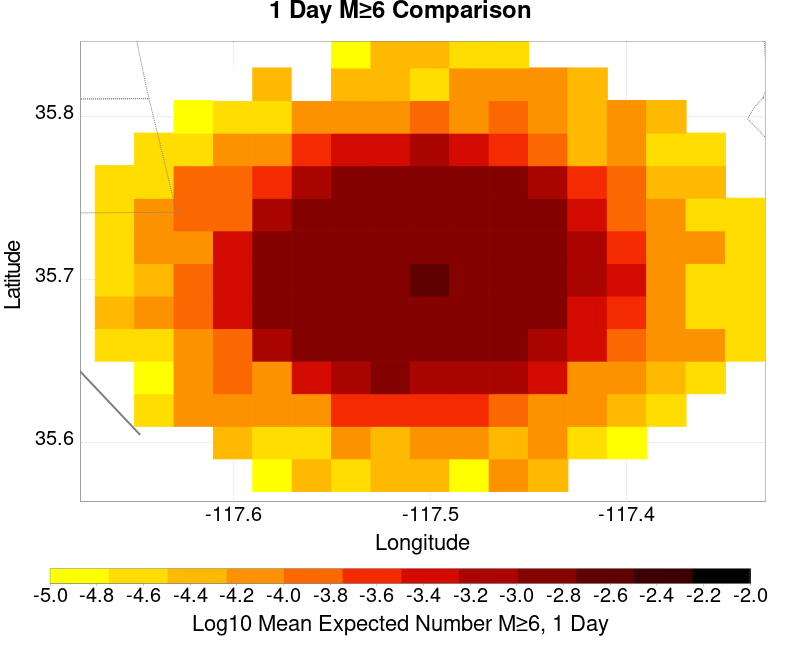 1 Day M≥6 Comparison
35.8
35.7
35.6
Latitude
-117.6 -117.5 -117.4
Longitude
-5.0 -4.8 -4.6 -4.4 -4.2 -4.0 -3.8 -3.6 -3.4 -3.2 -3.0 -2.8 -2.6 -2.4 -2.2 -2.0
Log10 Mean Expected Number M≥6, 1 Day